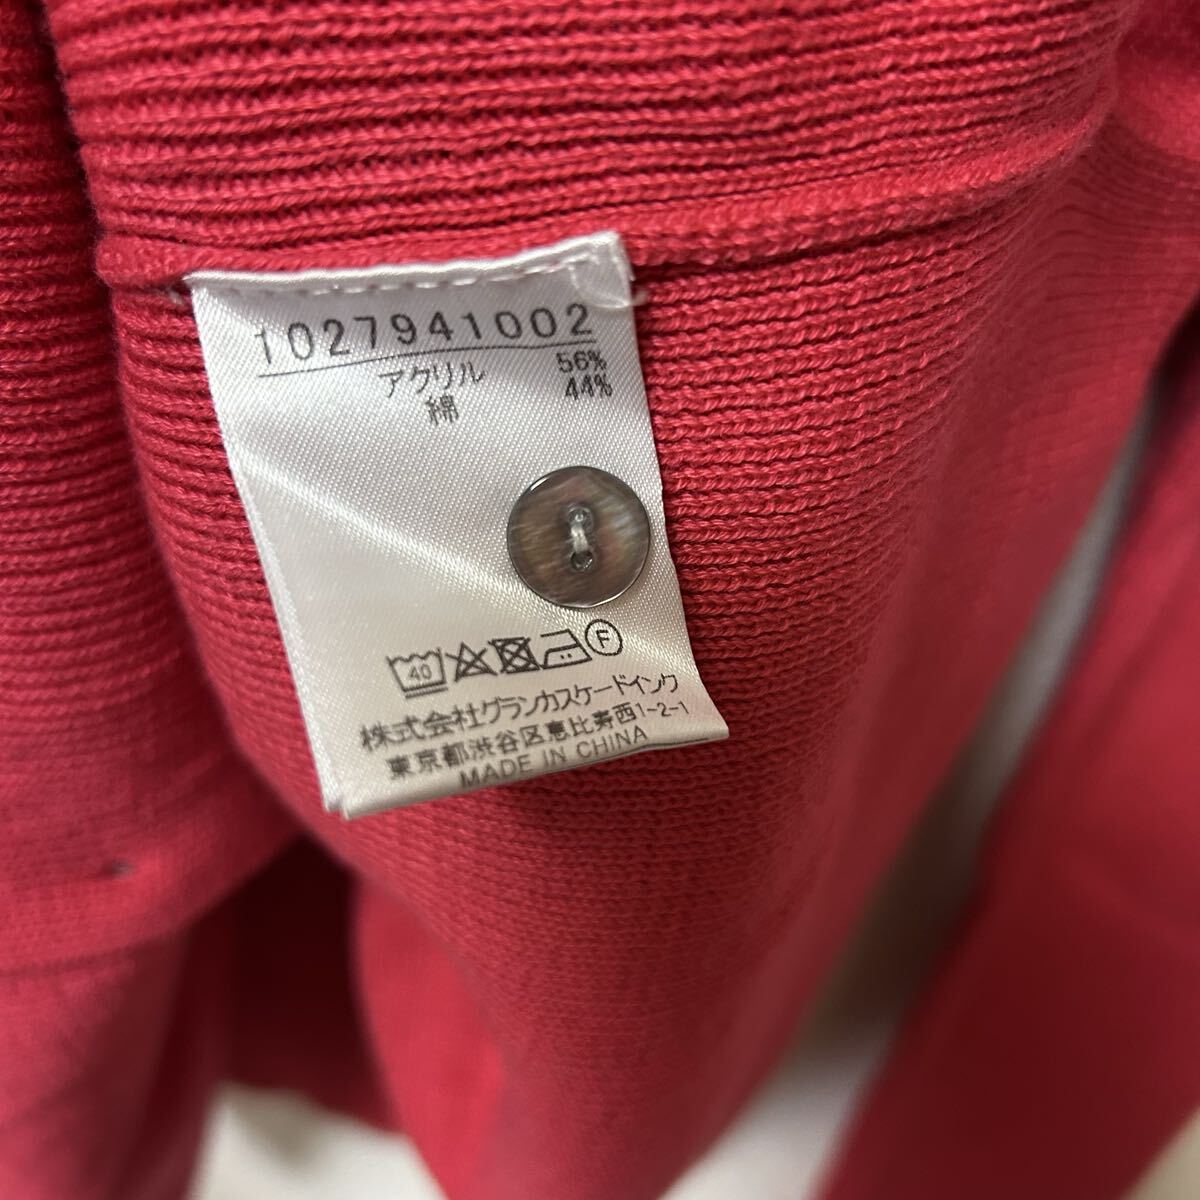 1027941002
アクリル 56%
綿 44%
40 F
株式会社グランカスケードインク
東京都渋谷区恵比寿西1-2-1
MADE IN CHINA